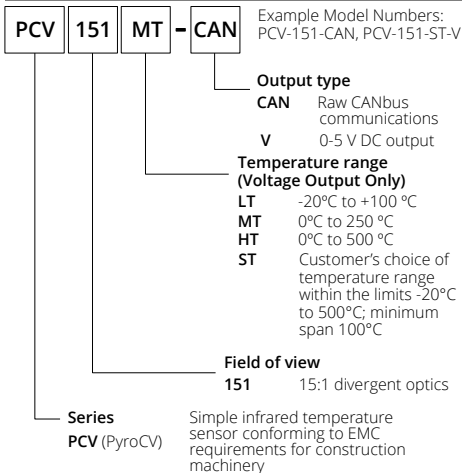 PCV 151 MT - CAN
Example Model Numbers:
PCV-151-CAN, PCV-151-ST-V
Output type
CAN Raw CANbus
communications
V 0-5 V DC output
Temperature range
(Voltage Output Only)
LT -20ºC to +100 ºC
MT 0ºC to 250 ºC
HT 0ºC to 500 ºC
ST Customer’s choice of
temperature range
within the limits -20°C
to 500°C; minimum
span 100°C
Field of view
151 15:1 divergent optics
Series Simple infrared temperature
PCV (PyroCV) sensor conforming to EMC
requirements for construction
machinery